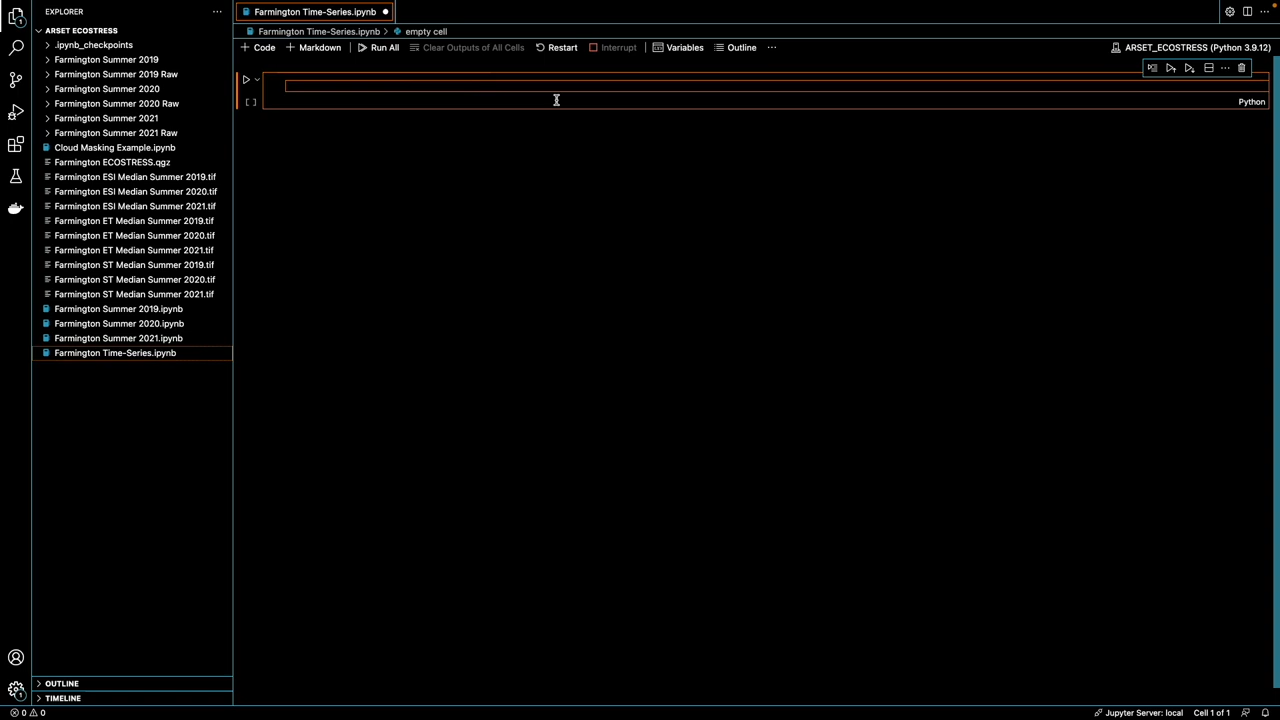 EXPLORER
ARSET ECOSTRESS
.ipynb_checkpoints
Farmington Summer 2019
Farmington Summer 2019 Raw
Farmington Summer 2020
Farmington Summer 2020 Raw
Farmington Summer 2021
Farmington Summer 2021 Raw
Cloud Masking Example.ipynb
Farmington ECOSTRESS.qgz
Farmington ESI Median Summer 2019.tif
Farmington ESI Median Summer 2020.tif
Farmington ESI Median Summer 2021.tif
Farmington ET Median Summer 2019.tif
Farmington ET Median Summer 2020.tif
Farmington ET Median Summer 2021.tif
Farmington ST Median Summer 2019.tif
Farmington ST Median Summer 2020.tif
Farmington ST Median Summer 2021.tif
Farmington Summer 2019.ipynb
Farmington Summer 2020.ipynb
Farmington Summer 2021.ipynb
Farmington Time-Series.ipynb
OUTLINE
TIMELINE
Farmington Time-Series.ipynb
Farmington Time-Series.ipynb > empty cell
+ Code + Markdown Run All Clear Outputs of All Cells Restart Interrupt Variables Outline ... ARSET_ECOSTRESS (Python 3.9.12)
[ ] Python
0 0 Jupyter Server: local Cell 1 of 1
1
1